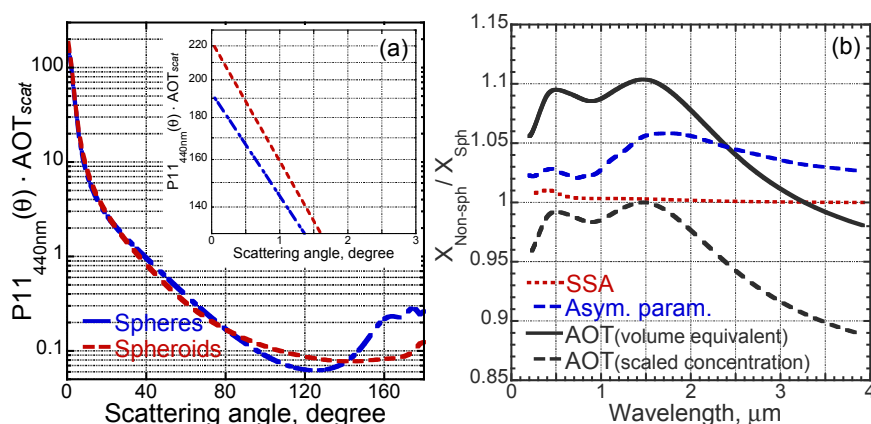 (a)
P11440nm(θ) · AOTscat
100
10
1
0.1
0 40 80 120 160
Scattering angle, degree
Spheres
Spheroids
P11440nm(θ) · AOTscat
220
200
180
160
140
0 1 2 3
Scattering angle, degree
(b)
XNon-sph / XSph
1.15
1.1
1.05
1
0.95
0.9
0.85
0 1 2 3 4
Wavelength, μm
SSA
Asym. param.
AOT(volume equivalent)
AOT(scaled concentration)